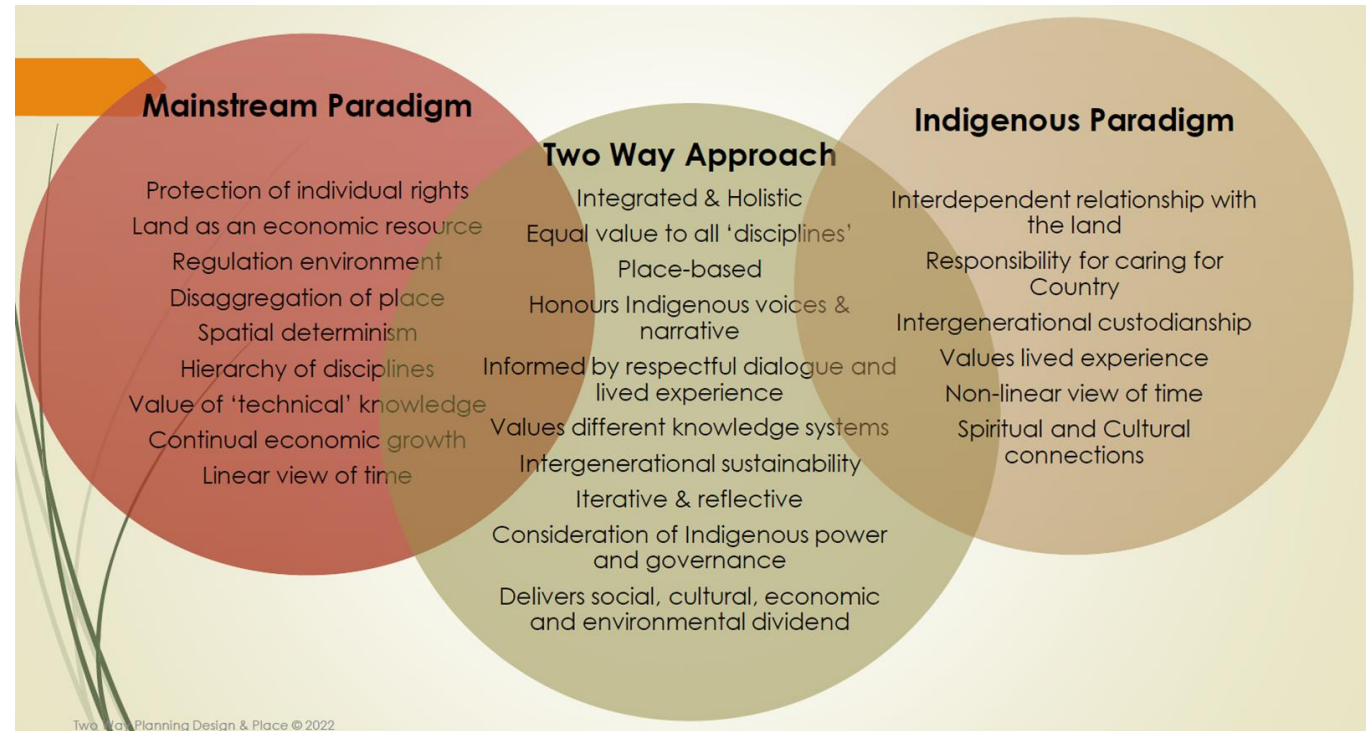 Mainstream Paradigm
Protection of individual rights
Land as an economic resource
Regulation environment
Disaggregation of place
Spatial determinism
Hierarchy of disciplines
Value of ‘technical’ knowledge
Continual economic growth
Linear view of time
Two Way Approach
Integrated & Holistic
Equal value to all ‘disciplines’
Place-based
Honours Indigenous voices &
narrative
Informed by respectful dialogue and
lived experience
Values different knowledge systems
Intergenerational sustainability
Iterative & reflective
Consideration of Indigenous power
and governance
Delivers social, cultural, economic
and environmental dividend
Indigenous Paradigm
Interdependent relationship with
the land
Responsibility for caring for
Country
Intergenerational custodianship
Values lived experience
Non-linear view of time
Spiritual and Cultural
connections
Two Way Planning Design & Place © 2022